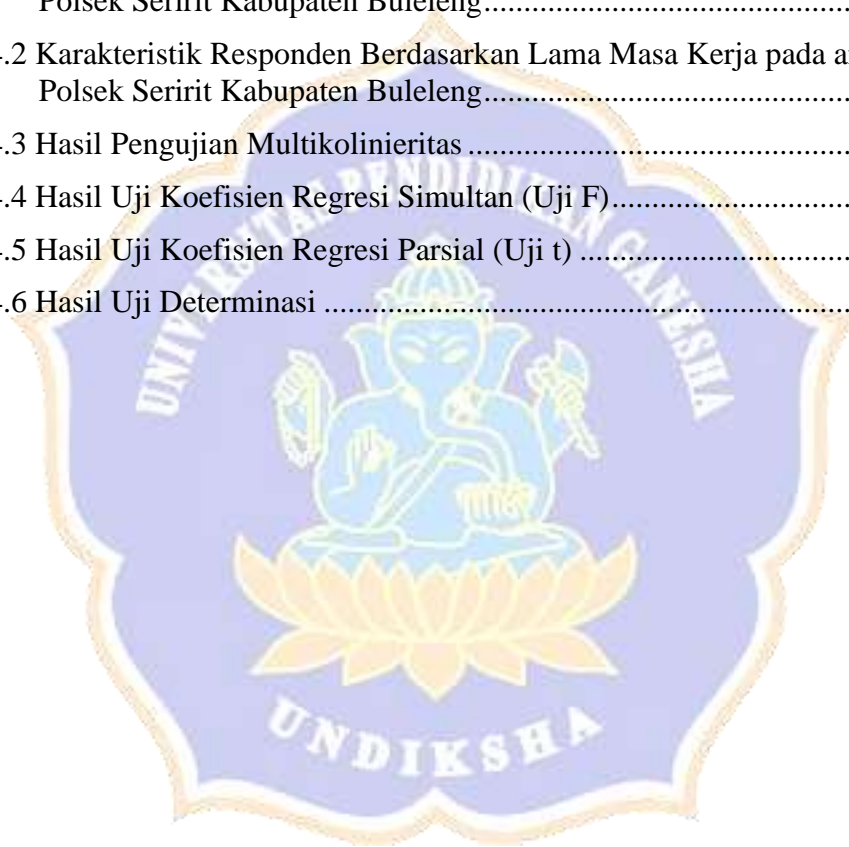 Polsek Seririt Kabupaten Buleleng
.2 Karakteristik Responden Berdasarkan Lama Masa Kerja pada a
Polsek Seririt Kabupaten Buleleng
.3 Hasil Pengujian Multikolinieritas
.4 Hasil Uji Koefisien Regresi Simultan (Uji F)
.5 Hasil Uji Koefisien Regresi Parsial (Uji t)
.6 Hasil Uji Determinasi
UNIVERSITAS PENDIDIKAN GANESHA
UNDIKSHA